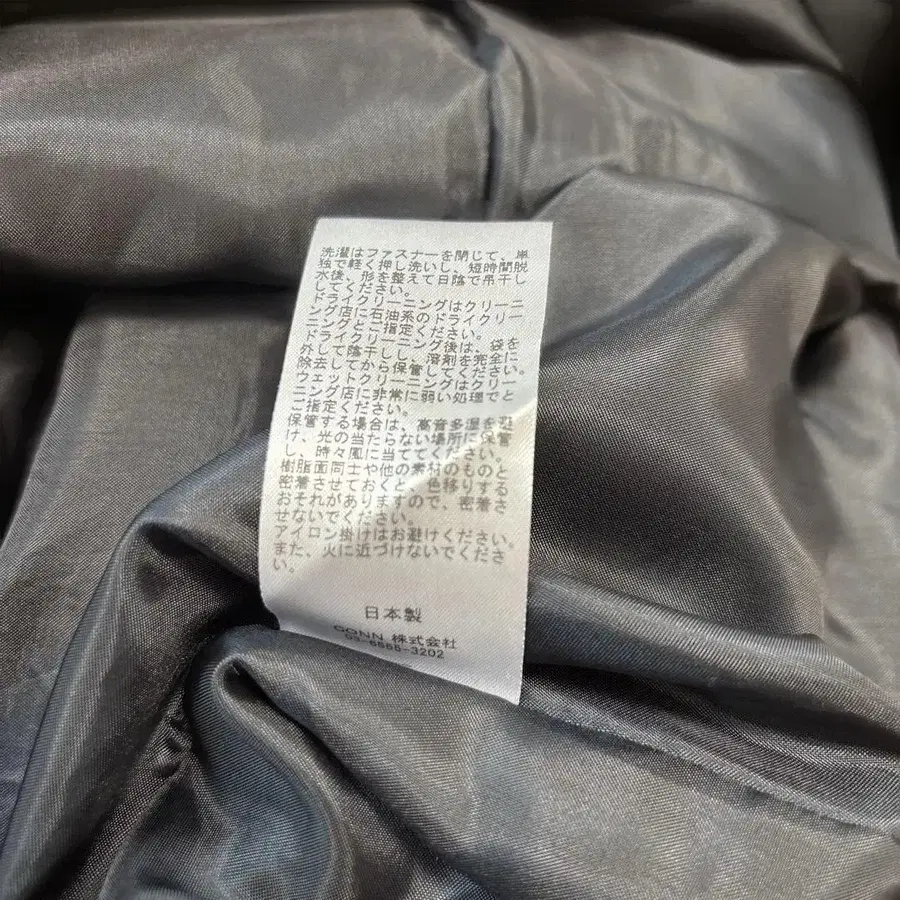 洗濯はファスナーを閉じて、単
独で軽く押し洗いし、短時間脱
水後、形を整えて日陰で吊干し
してください。
ドライクリーニングはクリーニ
ング店に石油系のドライクリー
ニングとご指定ください。
ドライクリーニング後は、袋を
外して陰干しし、溶剤を完全に
除去してから保管してください。
ウェットクリーニングはクリー
ニング店に非常に弱い処理でと
ご指定ください。
保管する場合は、高音多湿を避
け、光の当たらない場所に保管
し、時々風に当ててください。
樹脂面同士や他の素材のものと
密着させておくと、色移りする
おそれがありますので、密着さ
せないでください。
アイロン掛けはお避けください。
また、火に近づけないでくださ
い。
日本製
CONN 株式会社
03-6885-3202